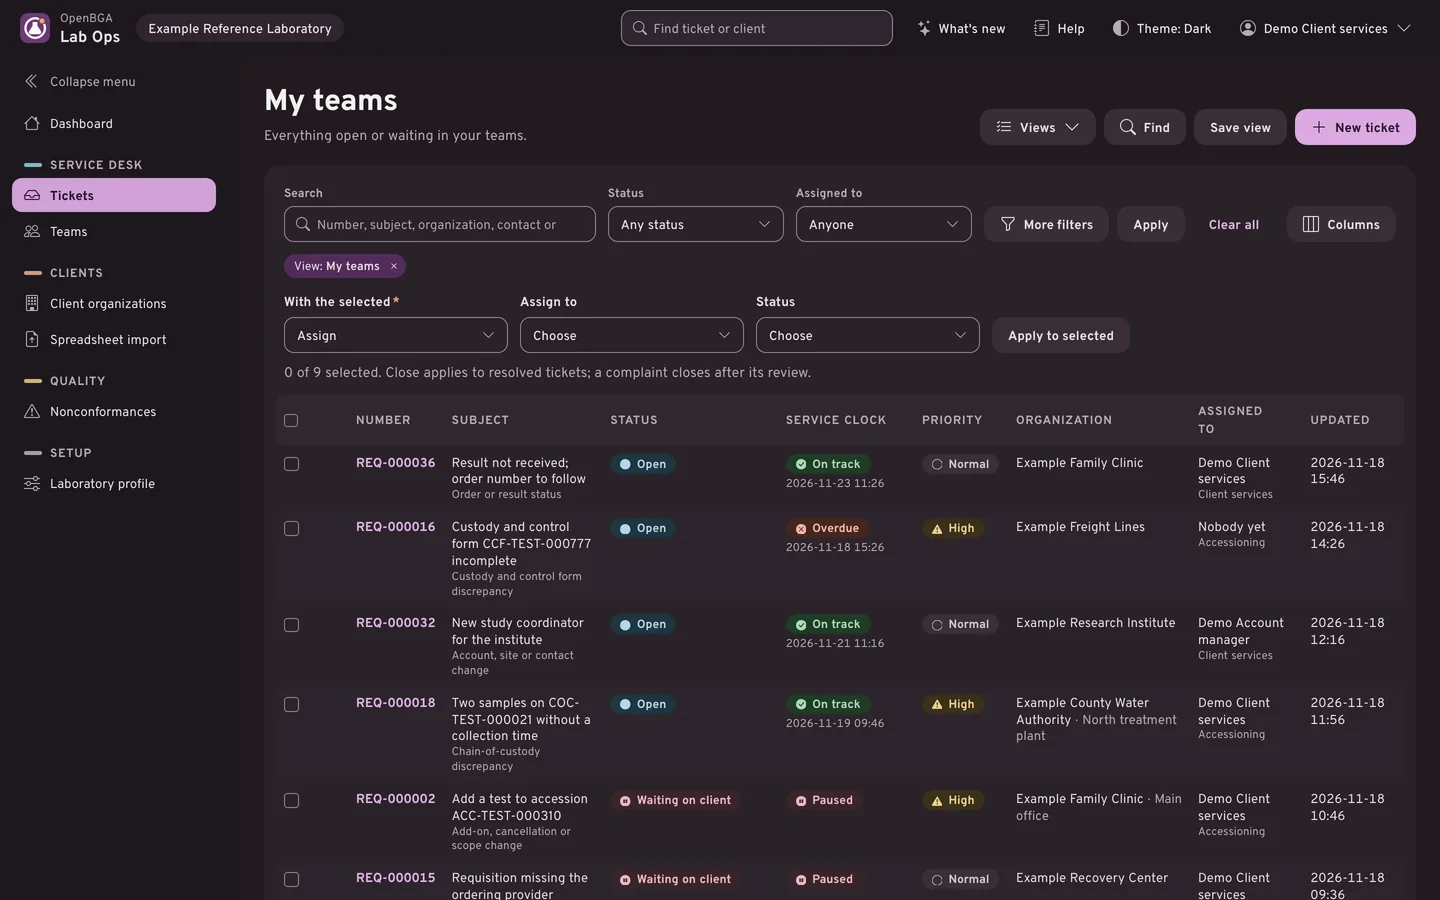 OpenBGA
Lab Ops
Example Reference Laboratory
Find ticket or client
What's new
Help
Theme: Dark
Demo Client services
Collapse menu
Dashboard
SERVICE DESK
Tickets
Teams
CLIENTS
Client organizations
Spreadsheet import
QUALITY
Nonconformances
SETUP
Laboratory profile
My teams
Everything open or waiting in your teams.
Views
Find
Save view
New ticket
Search
Status
Assigned to
Number, subject, organization, contact or
Any status
Anyone
More filters
Apply
Clear all
Columns
View: My teams ×
With the selected*
Assign to
Status
Assign
Choose
Choose
Apply to selected
0 of 9 selected. Close applies to resolved tickets; a complaint closes after its review.
NUMBER
SUBJECT
STATUS
SERVICE CLOCK
PRIORITY
ORGANIZATION
ASSIGNED
TO
UPDATED
REQ-000036
Result not received;
order number to follow
Order or result status
Open
On track
2026-11-23 11:26
Normal
Example Family Clinic
Demo Client
services
Client services
2026-11-18
15:46
REQ-000016
Custody and control
form CCF-TEST-000777
incomplete
Custody and control form
discrepancy
Open
Overdue
2026-11-18 15:26
High
Example Freight Lines
Nobody yet
Accessioning
2026-11-18
14:26
REQ-000032
New study coordinator
for the institute
Account, site or contact
change
Open
On track
2026-11-21 11:16
Normal
Example Research Institute
Demo Account
manager
Client services
2026-11-18
12:16
REQ-000018
Two samples on COC-
TEST-000021 without a
collection time
Chain-of-custody
discrepancy
Open
On track
2026-11-19 09:46
High
Example County Water
Authority · North treatment
plant
Demo Client
services
Accessioning
2026-11-18
11:56
REQ-000002
Add a test to accession
ACC-TEST-000310
Add-on, cancellation or
scope change
Waiting on client
Paused
High
Example Family Clinic · Main
office
Demo Client
services
Accessioning
2026-11-18
10:46
REQ-000015
Requisition missing the
ordering provider
Waiting on client
Paused
Normal
Example Recovery Center
Demo Client
services
2026-11-18
09:36